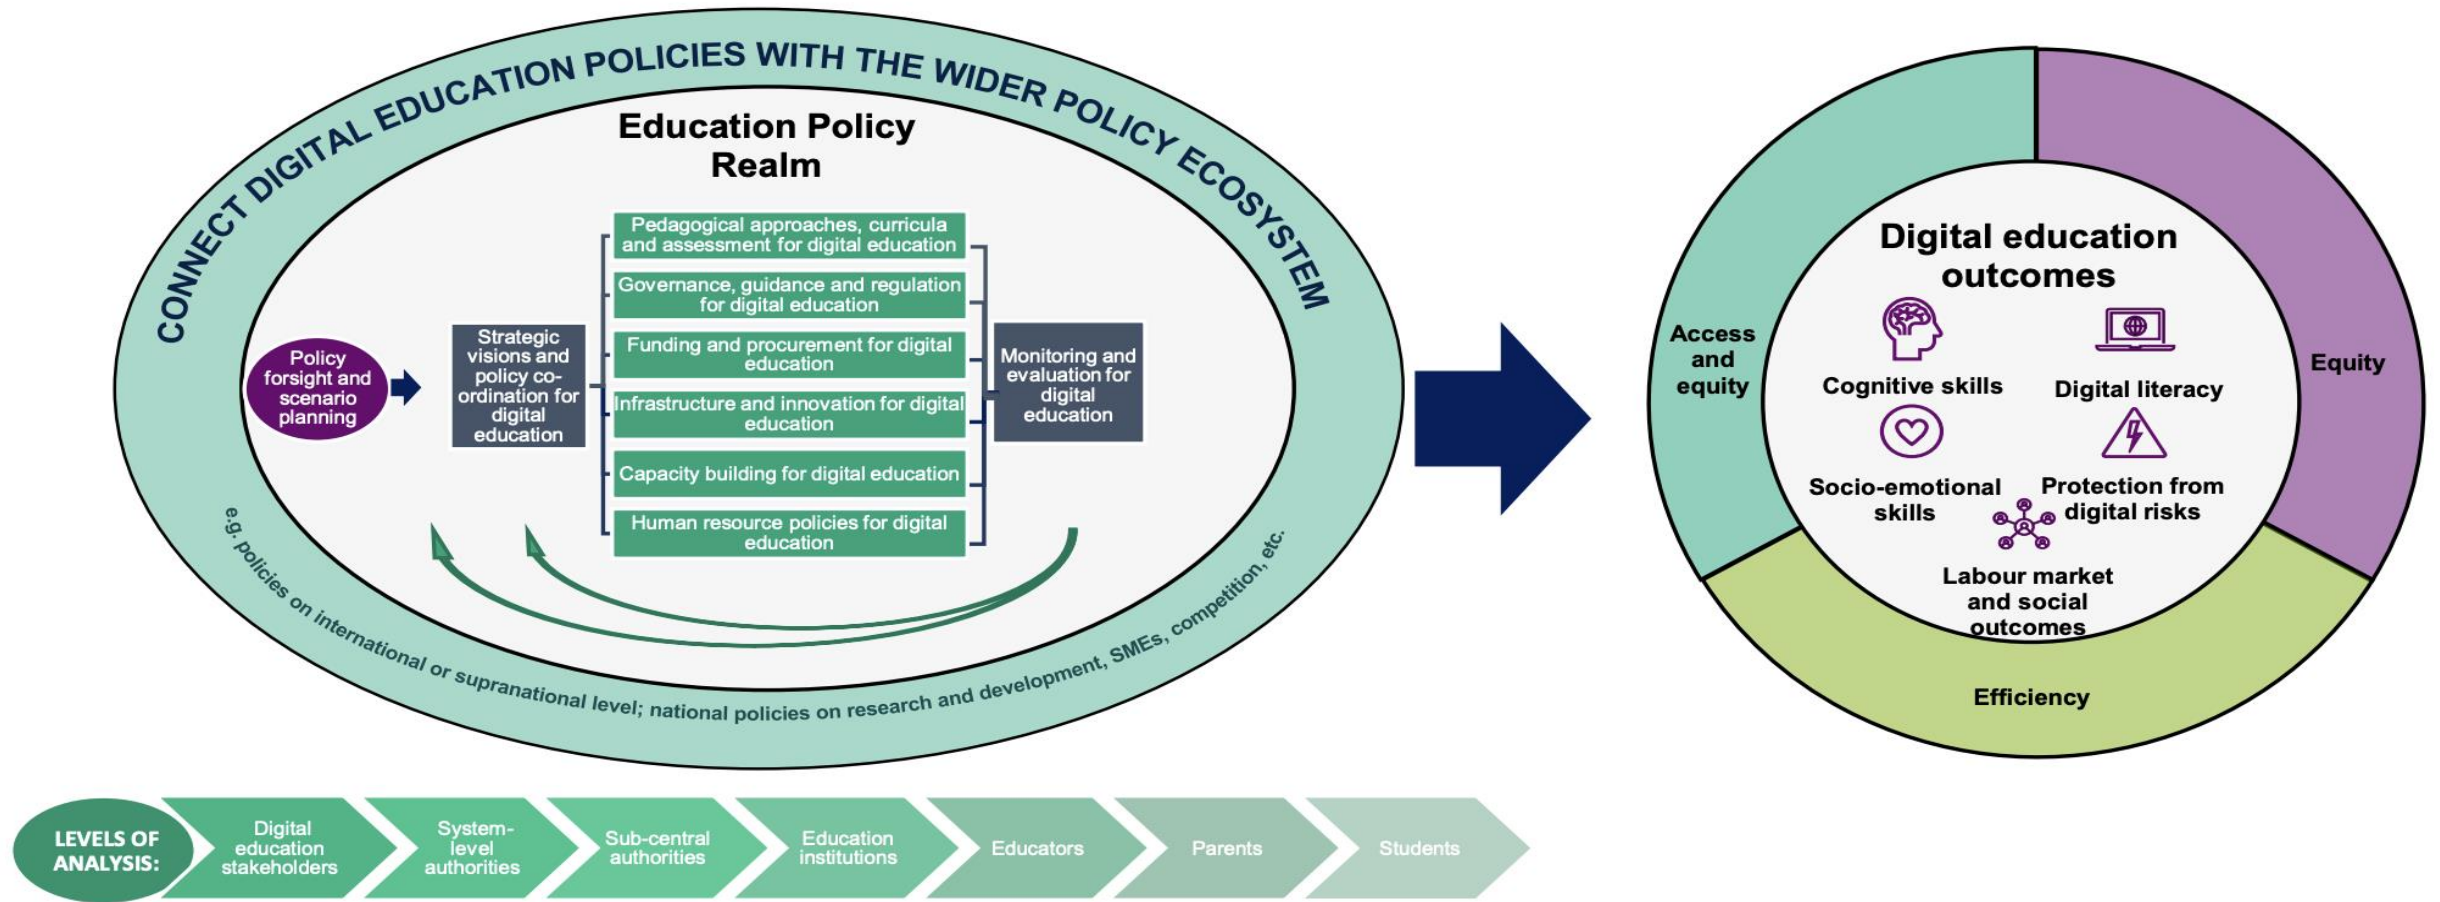 CONNECT DIGITAL EDUCATION POLICIES WITH THE WIDER POLICY ECOSYSTEM
Education Policy
Realm
Policy
forsight and
scenario
planning
Strategic
visions and
policy co-
ordination for
digital
education
Pedagogical approaches, curricula
and assessment for digital education
Governance, guidance and regulation
for digital education
Funding and procurement for digital
education
Infrastructure and innovation for digital
education
Capacity building for digital education
Human resource policies for digital
education
Monitoring and
evaluation for
digital
education
e.g. policies on international or supranational level; national policies on research and development, SMEs, competition, etc.
Digital education
outcomes
Cognitive skills
Digital literacy
Socio-emotional
skills
Protection from
digital risks
Labour market
and social
outcomes
Access
and
equity
Equity
Efficiency
LEVELS OF
ANALYSIS:
Digital
education
stakeholders
System-
level
authorities
Sub-central
authorities
Education
institutions
Educators
Parents
Students